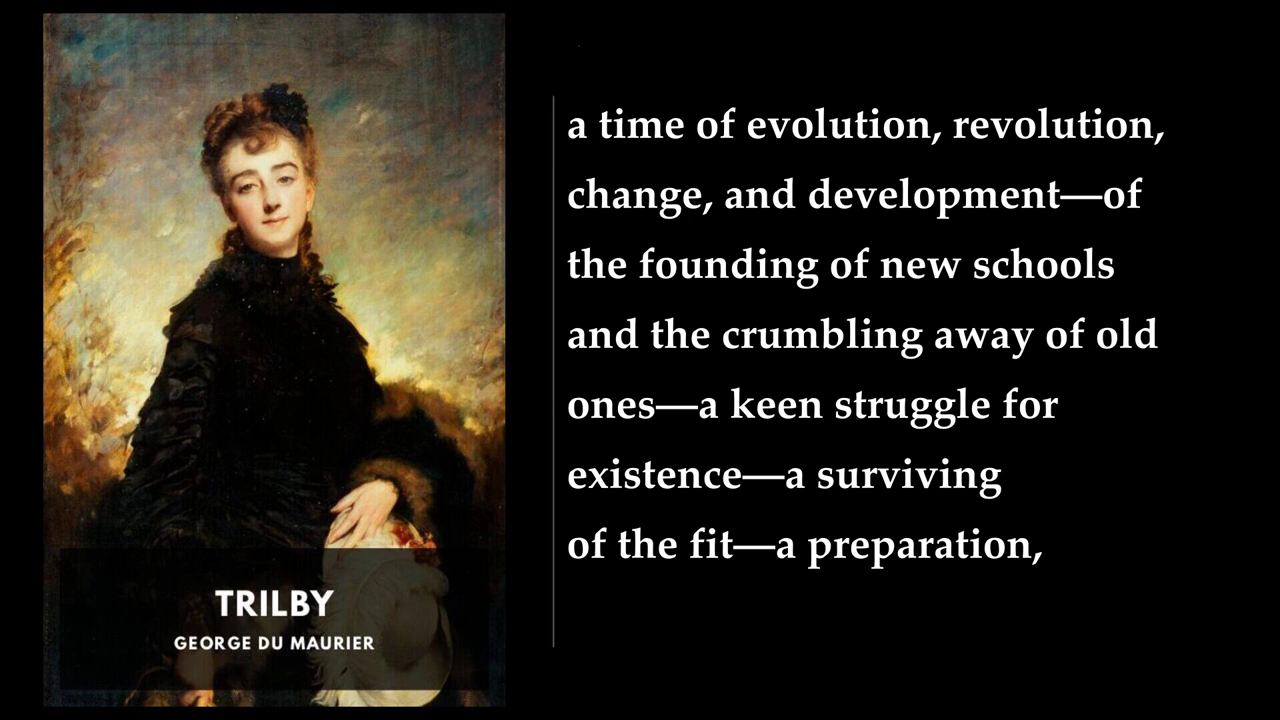 TRILBY
GEORGE DU MAURIER
a time of evolution, revolution,
change, and development—of
the founding of new schools
and the crumbling away of old
ones—a keen struggle for
existence—a surviving
of the fit—a preparation,